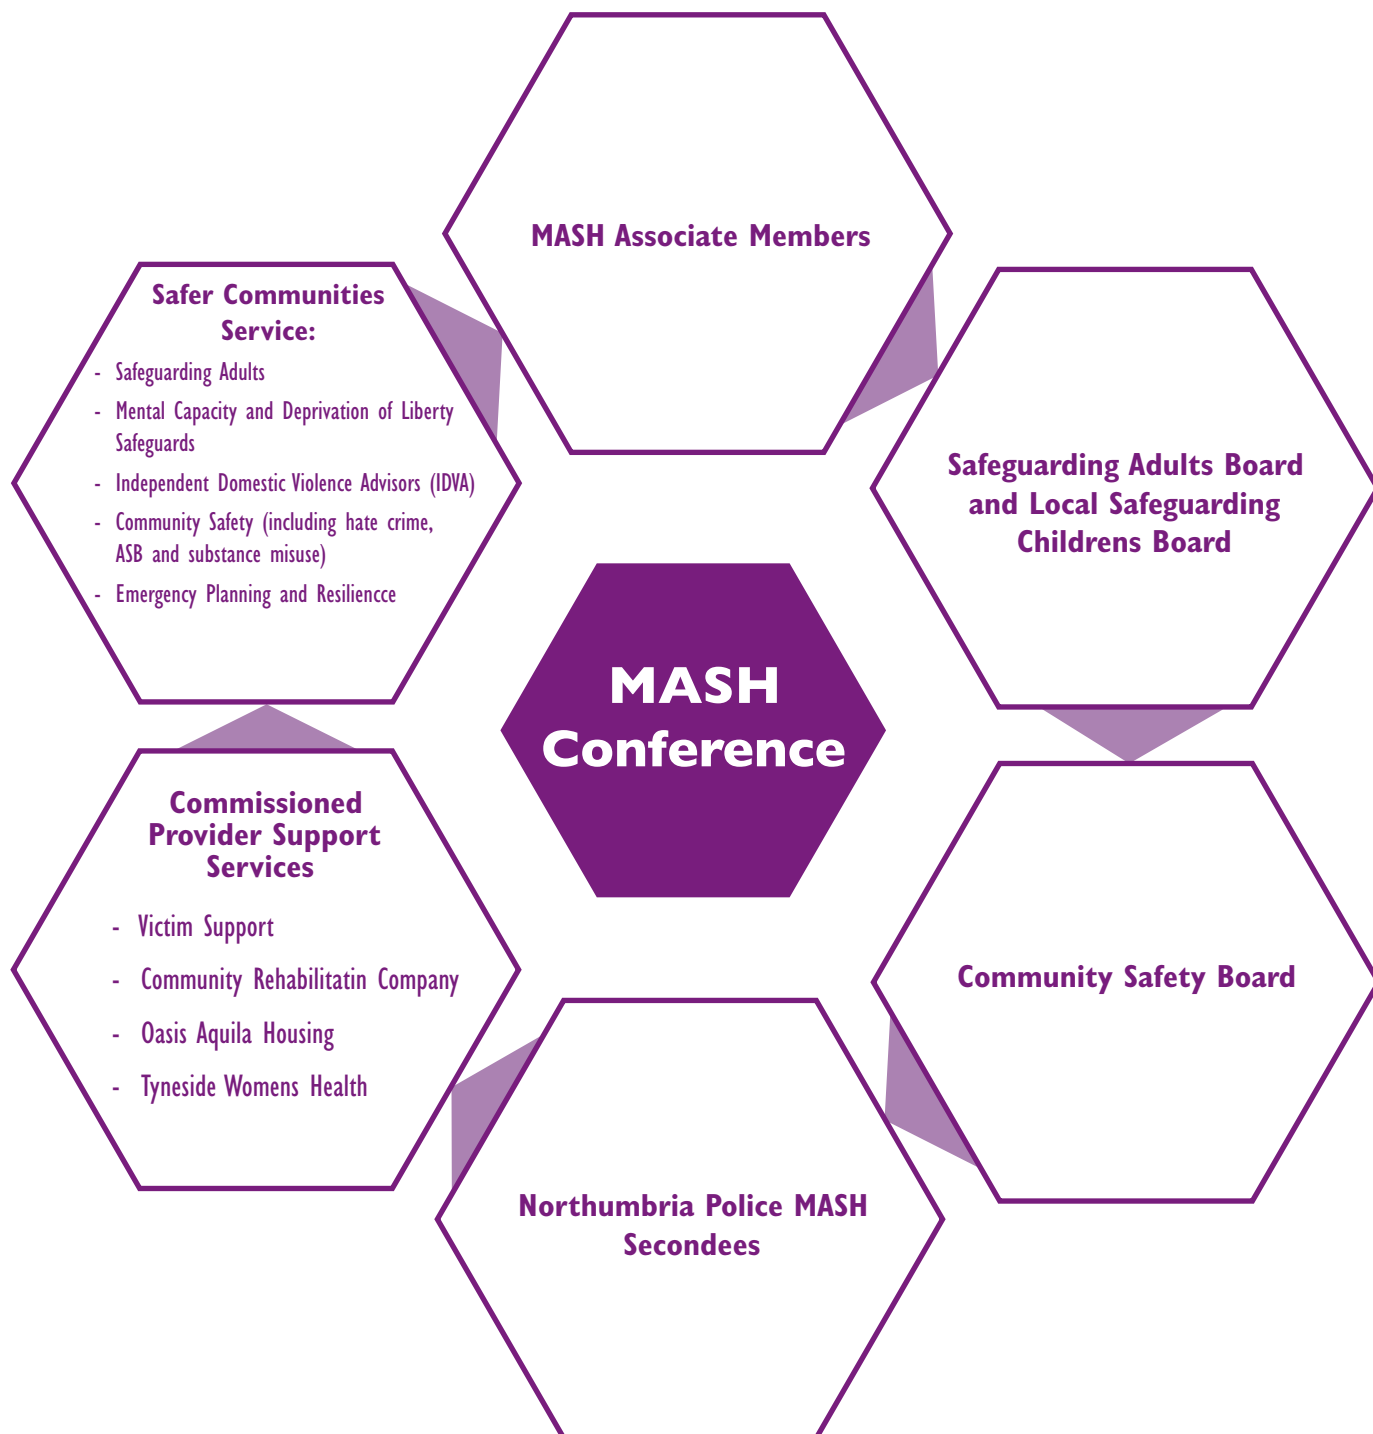 MASH Associate Members
Safer Communities
Service:
- Safeguarding Adults
- Mental Capacity and Deprivation of Liberty
Safeguards
- Independent Domestic Violence Advisors (IDVA)
- Community Safety (including hate crime,
ASB and substance misuse)
- Emergency Planning and Resiliencce
Safeguarding Adults Board
and Local Safeguarding
Childrens Board
MASH
Conference
Commissioned
Provider Support
Services
- Victim Support
- Community Rehabilitatin Company
- Oasis Aquila Housing
- Tyneside Womens Health
Community Safety Board
Northumbria Police MASH
Secondees